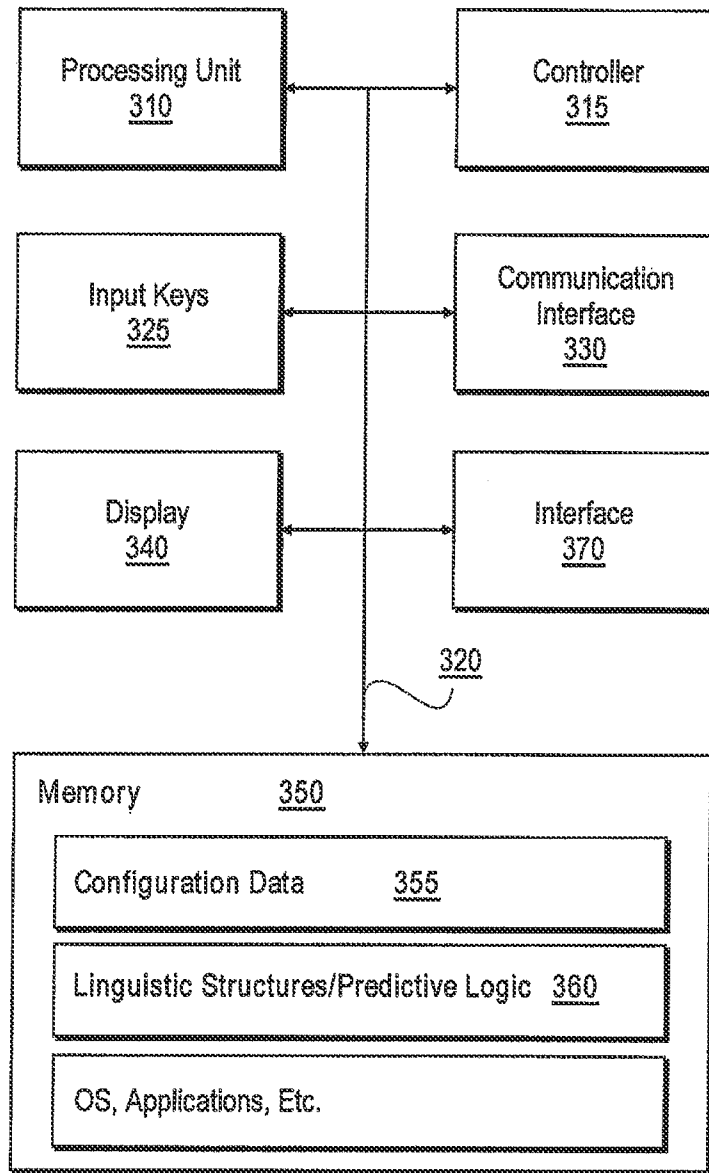 Processing Unit
310
Controller
315
Input Keys
325
Communication
Interface
330
Display
340
Interface
370
320
Memory 350
Configuration Data 355
Linguistic Structures/Predictive Logic 360
OS, Applications, Etc.